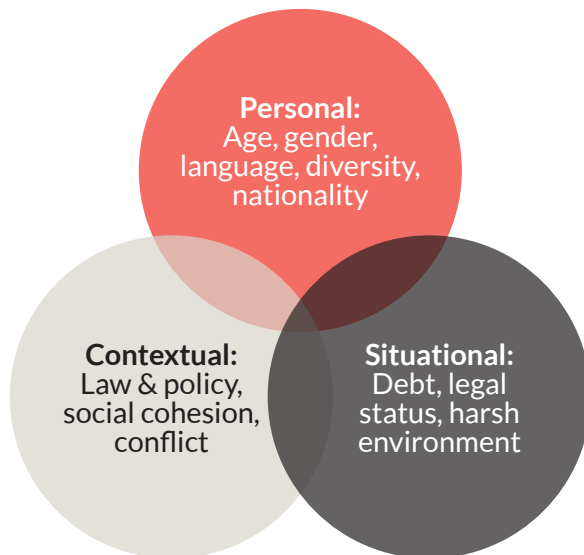 Personal:
Age, gender,
language, diversity,
nationality
Contextual:
Law & policy,
social cohesion,
conflict
Situational:
Debt, legal
status, harsh
environment